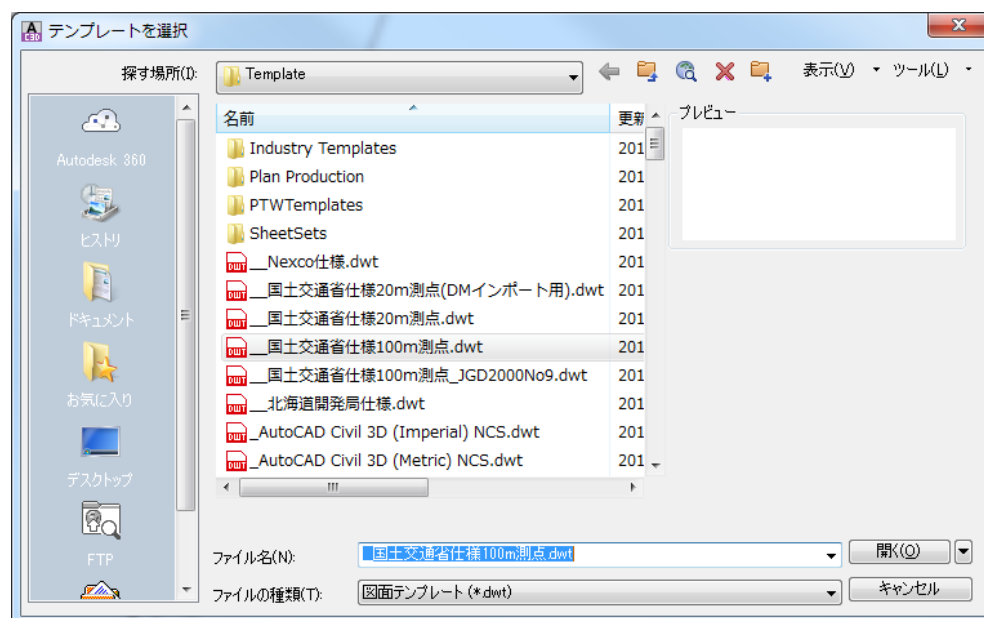 テンプレートを選択
探す場所(I):
Template
表示(V)
ツール(L)
Autodesk 360
ヒストリ
ドキュメント
お気に入り
デスクトップ
FTP
名前
更新
Industry Templates
201
Plan Production
201
PTWTemplates
201
SheetSets
201
__Nexco仕様.dwt
201
__国土交通省仕様20m測点(DMインポート用).dwt
201
__国土交通省仕様20m測点.dwt
201
__国土交通省仕様100m測点.dwt
201
__国土交通省仕様100m測点_JGD2000No9.dwt
201
__北海道開発局仕様.dwt
201
_AutoCAD Civil 3D (Imperial) NCS.dwt
201
_AutoCAD Civil 3D (Metric) NCS.dwt
201
プレビュー
ファイル名(N):
__国土交通省仕様100m測点.dwt
開く(O)
ファイルの種類(T):
図面テンプレート (*.dwt)
キャンセル